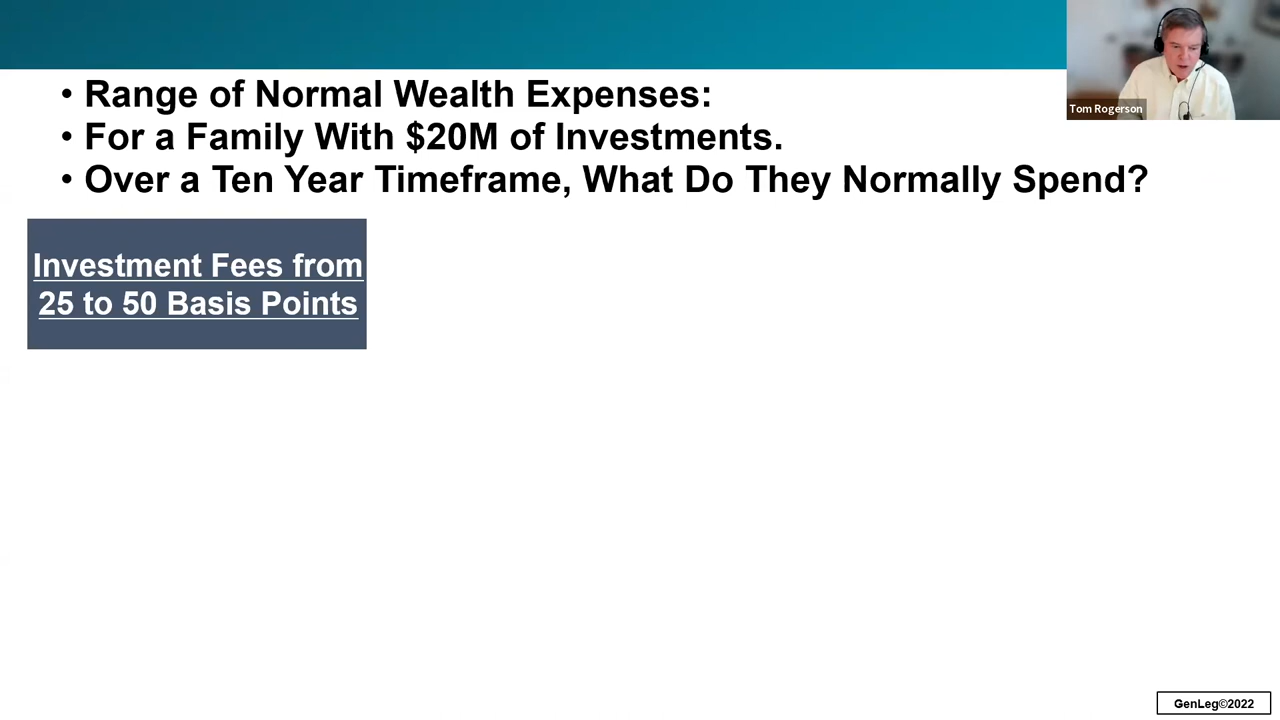 • Range of Normal Wealth Expenses:
• For a Family With $20M of Investments.
• Over a Ten Year Timeframe, What Do They Normally Spend?
Tom Rogerson
Investment Fees from
25 to 50 Basis Points
GenLeg©2022